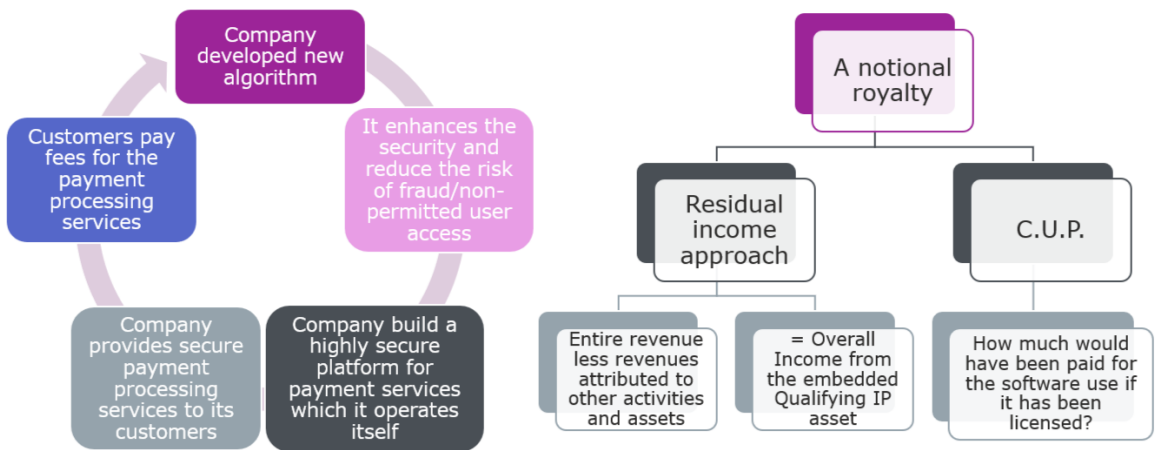 Company
developed new
algorithm
It enhances the
security and
reduce the risk
of fraud/non-
permitted user
access
Company build a
highly secure
platform for
payment services
which it operates
itself
Company
provides secure
payment
processing
services to its
customers
Customers pay
fees for the
payment
processing
services
A notional
royalty
Residual
income
approach
C.U.P.
Entire revenue
less revenues
attributed to
other activities
and assets
= Overall
Income from
the embedded
Qualifying IP
asset
How much would
have been paid for
the software use if
it has been
licensed?